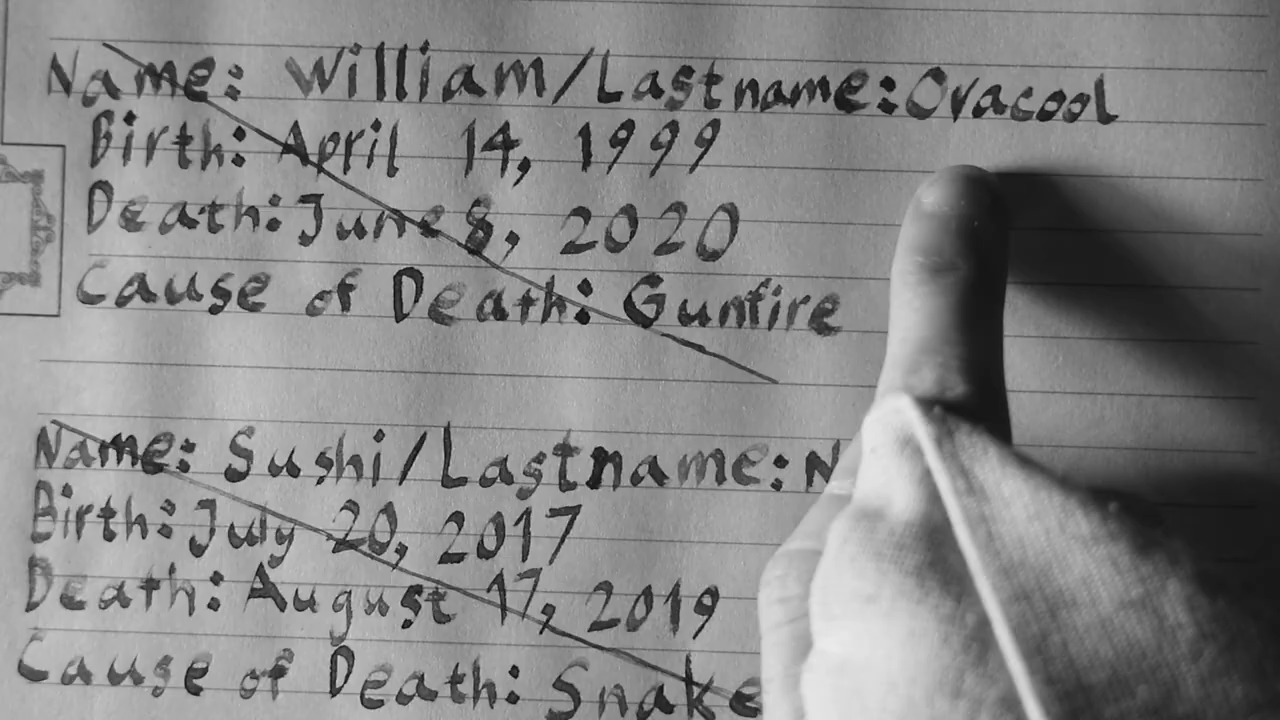 Name: William/Lastname:Ovacool
Birth: April 14, 1999
Death:June 8, 2020
Cause of Death: Gunfire
Name: Sushi/Lastname:N
Birth:July 20, 2017
Death:August 17, 2019
Cause of Death: Snake